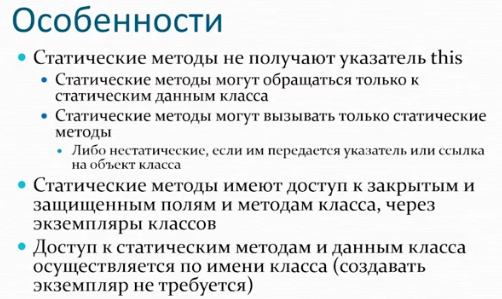 Особенности
Статические методы не получают указатель this
Статические методы могут обращаться только к
статическим данным класса
Статические методы могут вызывать только статические
методы
Либо нестатические, если им передается указатель или ссылка
на объект класса
Статические методы имеют доступ к закрытым и
защищенным полям и методам класса, через
экземпляры классов
Доступ к статическим методам и данным класса
осуществляется по имени класса (создавать
экземпляр не требуется)